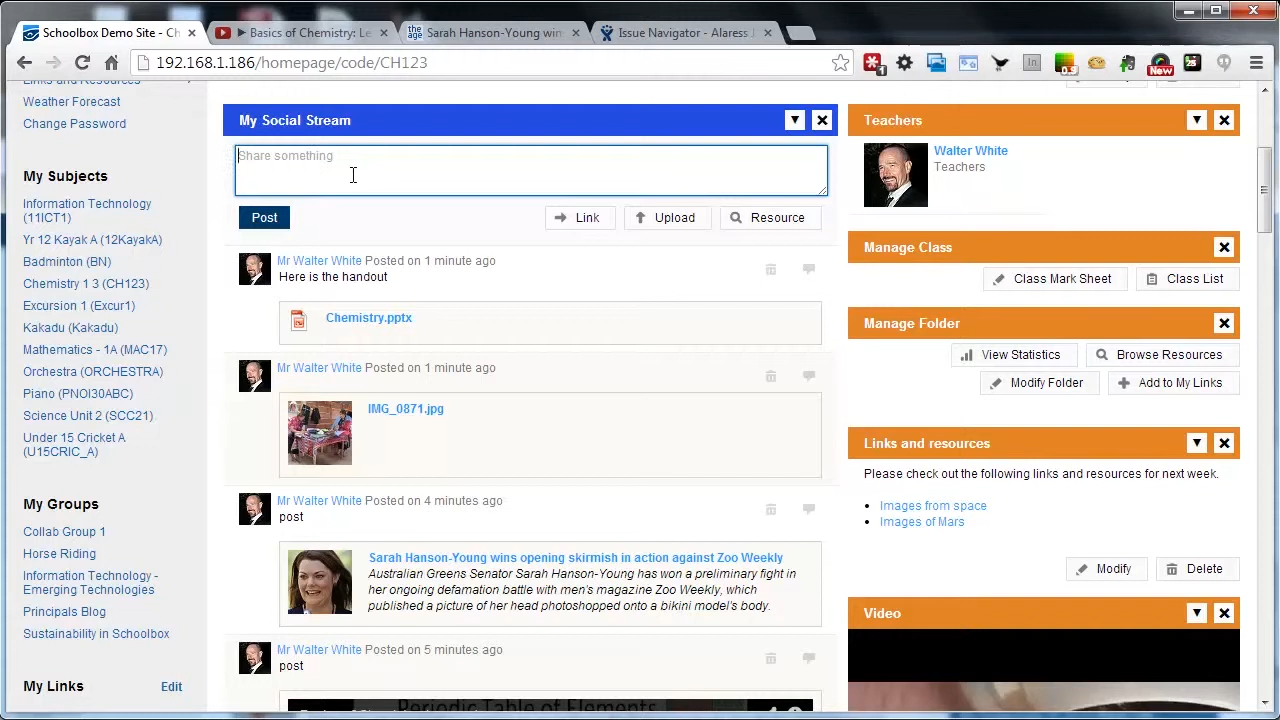 Schoolbox Demo Site - Ch
Basics of Chemistry: Le
the age Sarah Hanson-Young win
Issue Navigator - Alaress
192.168.1.186/homepage/code/CH123
New
Links and Resources
Weather Forecast
Change Password
My Subjects
Information Technology
(11ICT1)
Yr 12 Kayak A (12KayakA)
Badminton (BN)
Chemistry 1 3 (CH123)
Excursion 1 (Excur1)
Kakadu (Kakadu)
Mathematics - 1A (MAC17)
Orchestra (ORCHESTRA)
Piano (PNOI30ABC)
Science Unit 2 (SCC21)
Under 15 Cricket A
(U15CRIC_A)
My Groups
Collab Group 1
Horse Riding
Information Technology -
Emerging Technologies
Principals Blog
Sustainability in Schoolbox
My Links Edit
My Social Stream
Share something
Post Link Upload Resource
Mr Walter White Posted on 1 minute ago
Here is the handout
Chemistry.pptx
Mr Walter White Posted on 1 minute ago
IMG_0871.jpg
Mr Walter White Posted on 4 minutes ago
post
Sarah Hanson-Young wins opening skirmish in action against Zoo Weekly
Australian Greens Senator Sarah Hanson-Young has won a preliminary fight in
her ongoing defamation battle with men's magazine Zoo Weekly, which
published a picture of her head photoshopped onto a bikini model's body.
Mr Walter White Posted on 5 minutes ago
post
Periodic Table of Elements
Teachers
Walter White
Teachers
Manage Class
Class Mark Sheet Class List
Manage Folder
View Statistics Browse Resources
Modify Folder Add to My Links
Links and resources
Please check out the following links and resources for next week.
Images from space
Images of Mars
Modify Delete
Video